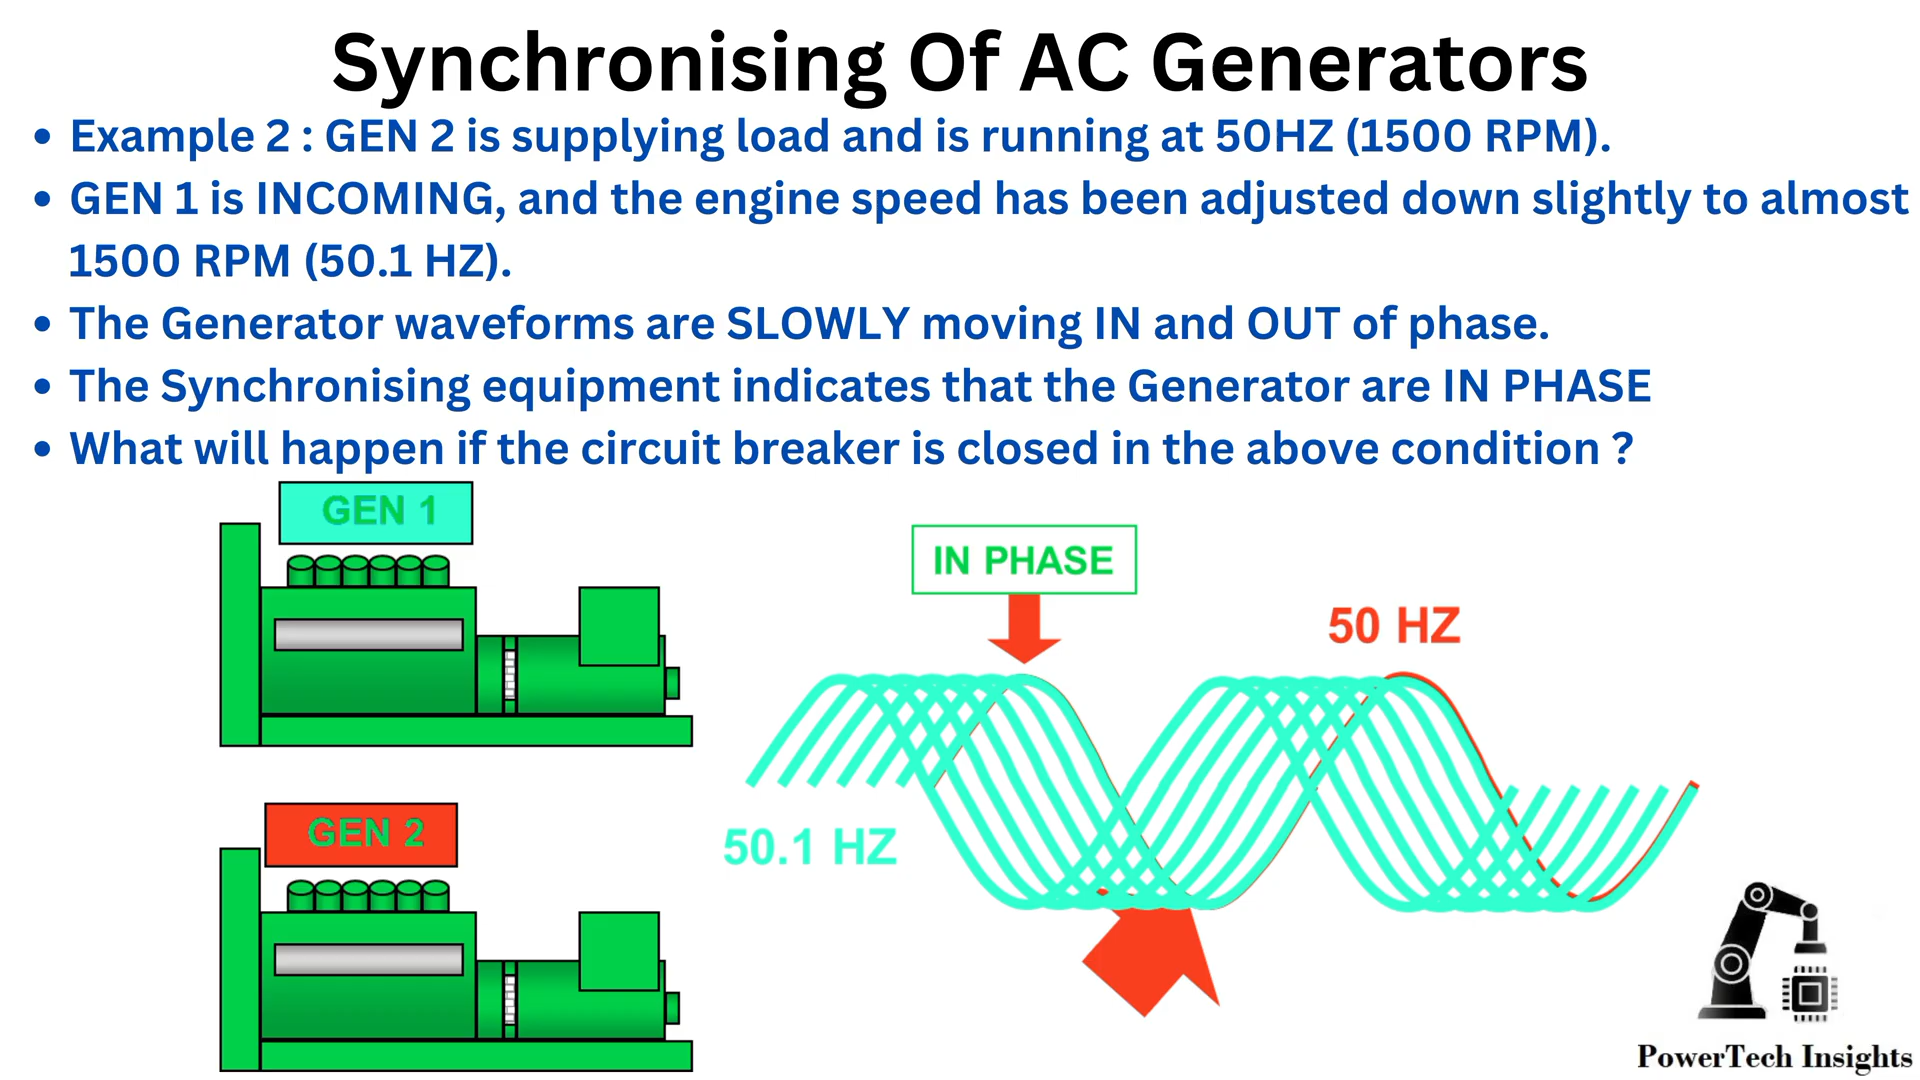 Synchronising Of AC Generators
• Example 2 : GEN 2 is supplying load and is running at 50HZ (1500 RPM).
• GEN 1 is INCOMING, and the engine speed has been adjusted down slightly to almost
1500 RPM (50.1 HZ).
• The Generator waveforms are SLOWLY moving IN and OUT of phase.
• The Synchronising equipment indicates that the Generator are IN PHASE
• What will happen if the circuit breaker is closed in the above condition ?
GEN 1
IN PHASE
50 HZ
GEN 2
50.1 HZ
PowerTech Insights